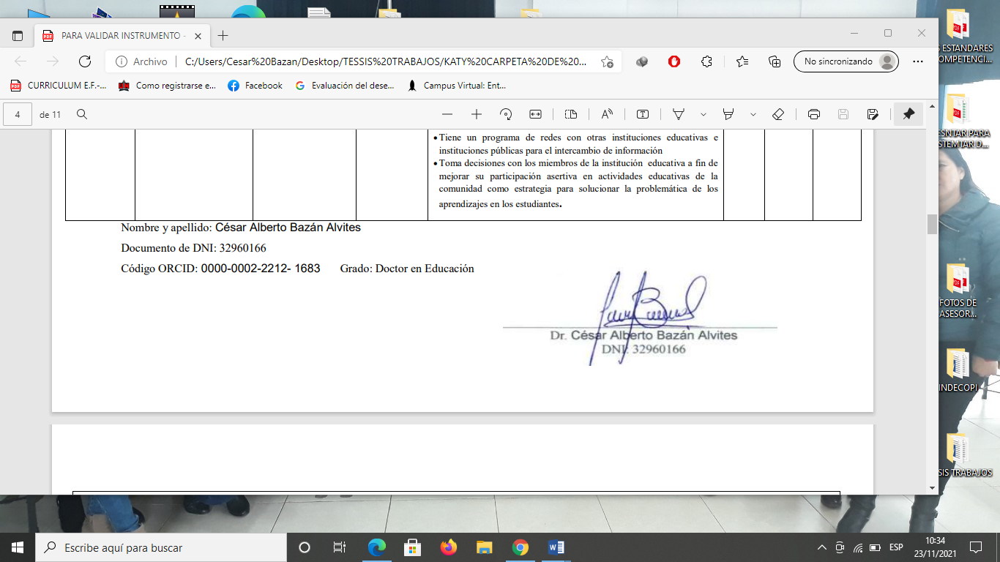 PARA VALIDAR INSTRUMENTO -
Archivo
C:/Users/Cesar%20Bazan/Desktop/TESSIS%20TRABAJOS/KATY%20CARPETA%20DE%20...
No sincronizando
CURRICULUM E.F.-...
Como registrarse e...
Facebook
Evaluación del dese...
Campus Virtual: Ent...
4 de 11
• Tiene un programa de redes con otras instituciones educativas e
instituciones públicas para el intercambio de información
• Toma decisiones con los miembros de la institución educativa a fin de
mejorar su participación asertiva en actividades educativas de la
comunidad como estrategia para solucionar la problemática de los
aprendizajes en los estudiantes.
Nombre y apellido: César Alberto Bazán Alvites
Documento de DNI: 32960166
Código ORCID: 0000-0002-2212- 1683 Grado: Doctor en Educación
Dr. César Alberto Bazán Alvites
DNI. 32960166
ESTANDARES
OMPETENCI...
PARA
D...
FOTOS DE
ASESOR...
INDECOPI
TRABAJOS
Escribe aquí para buscar
ESP
10:34
23/11/2021